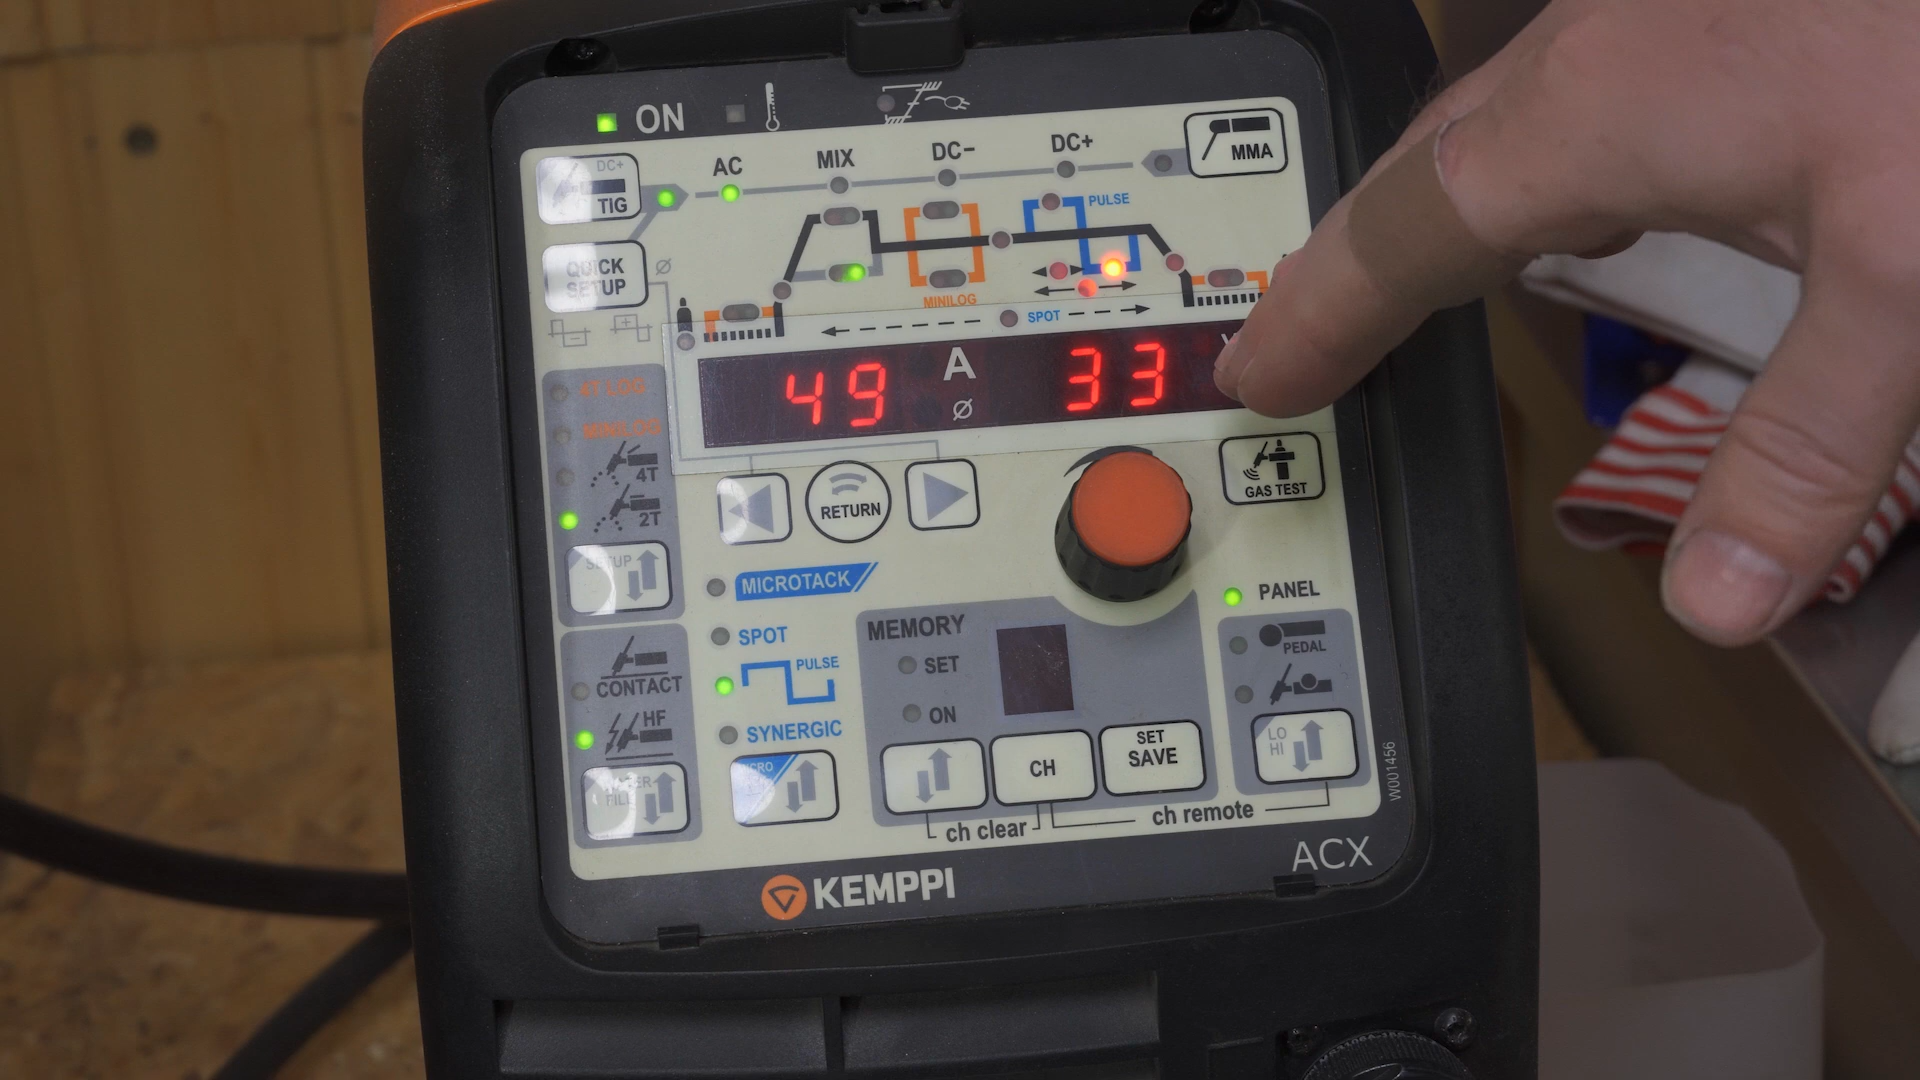 ON
DC+
TIG
AC
MIX
DC−
DC+
MMA
QUICK
SETUP
Ø
PULSE
MINILOG
SPOT
49
A
Ø
33
4T LOG
MINILOG
4T
2T
SETUP
RETURN
GAS TEST
MICROTACK
SPOT
PULSE
SYNERGIC
CONTACT
HF
MEMORY
SET
ON
CH
SET
SAVE
ch clear
ch remote
PANEL
PEDAL
LO
HI
W001456
KEMPPI
ACX